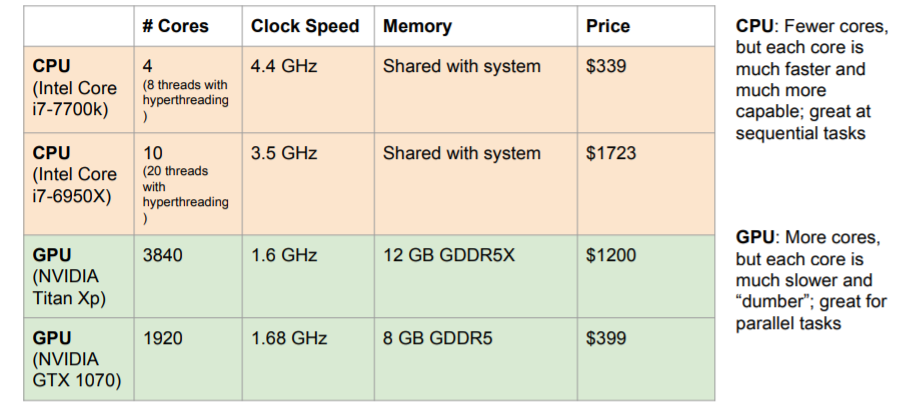 # Cores Clock Speed Memory Price
CPU 4 4.4 GHz Shared with system $339
(Intel Core (8 threads with
i7-7700k) hyperthreading
)
CPU 10 3.5 GHz Shared with system $1723
(Intel Core (20 threads
i7-6950X) with
hyperthreading
)
GPU 3840 1.6 GHz 12 GB GDDR5X $1200
(NVIDIA
Titan Xp)
GPU 1920 1.68 GHz 8 GB GDDR5 $399
(NVIDIA
GTX 1070)
CPU: Fewer cores,
but each core is
much faster and
much more
capable; great at
sequential tasks
GPU: More cores,
but each core is
much slower and
“dumber”; great for
parallel tasks